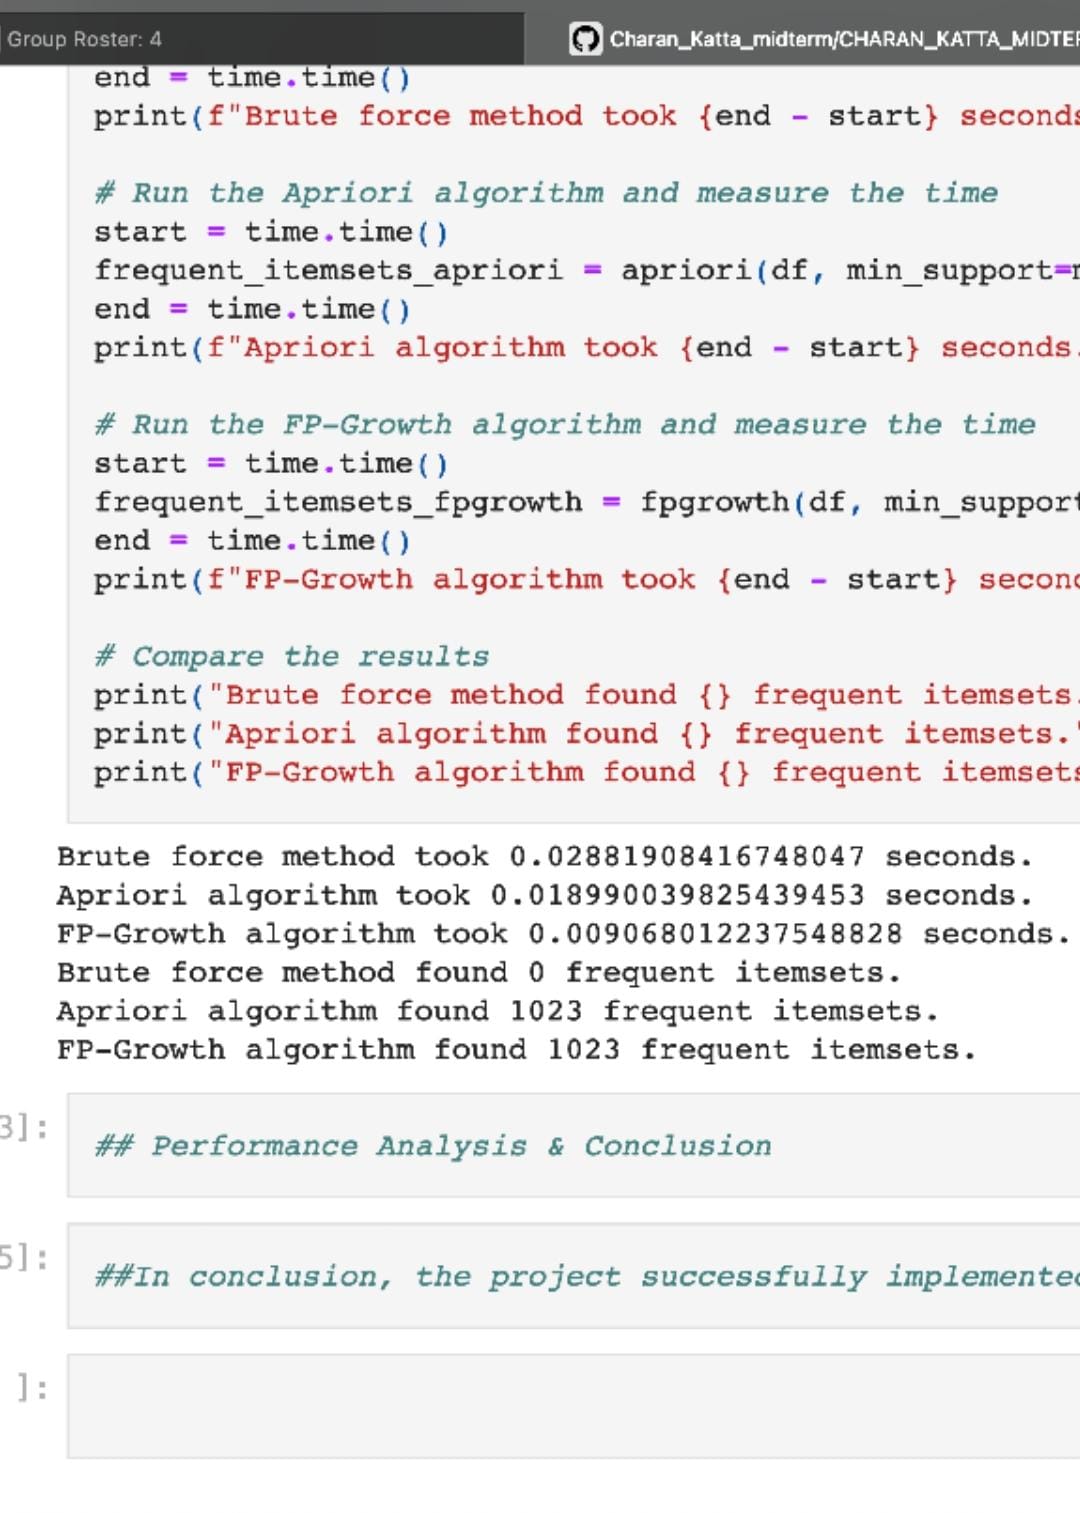 Group Roster: 4
Charan_Katta_midterm/CHARAN_KATTA_MIDTER
end = time.time()
print(f"Brute force method took {end - start} seconds
# Run the Apriori algorithm and measure the time
start = time.time()
frequent_itemsets_apriori = apriori(df, min_support=
end = time.time()
print(f"Apriori algorithm took {end - start} seconds.
# Run the FP-Growth algorithm and measure the time
start = time.time()
frequent_itemsets_fpgrowth = fpgrowth(df, min_support
end = time.time()
print(f"FP-Growth algorithm took {end - start} secon
# Compare the results
print("Brute force method found {} frequent itemsets.
print("Apriori algorithm found {} frequent itemsets."
print("FP-Growth algorithm found {} frequent itemsets
Brute force method took 0.02881908416748047 seconds.
Apriori algorithm took 0.018990039825439453 seconds.
FP-Growth algorithm took 0.009068012237548828 seconds.
Brute force method found 0 frequent itemsets.
Apriori algorithm found 1023 frequent itemsets.
FP-Growth algorithm found 1023 frequent itemsets.
3]:
## Performance Analysis & Conclusion
5]:
##In conclusion, the project successfully implemented
]: